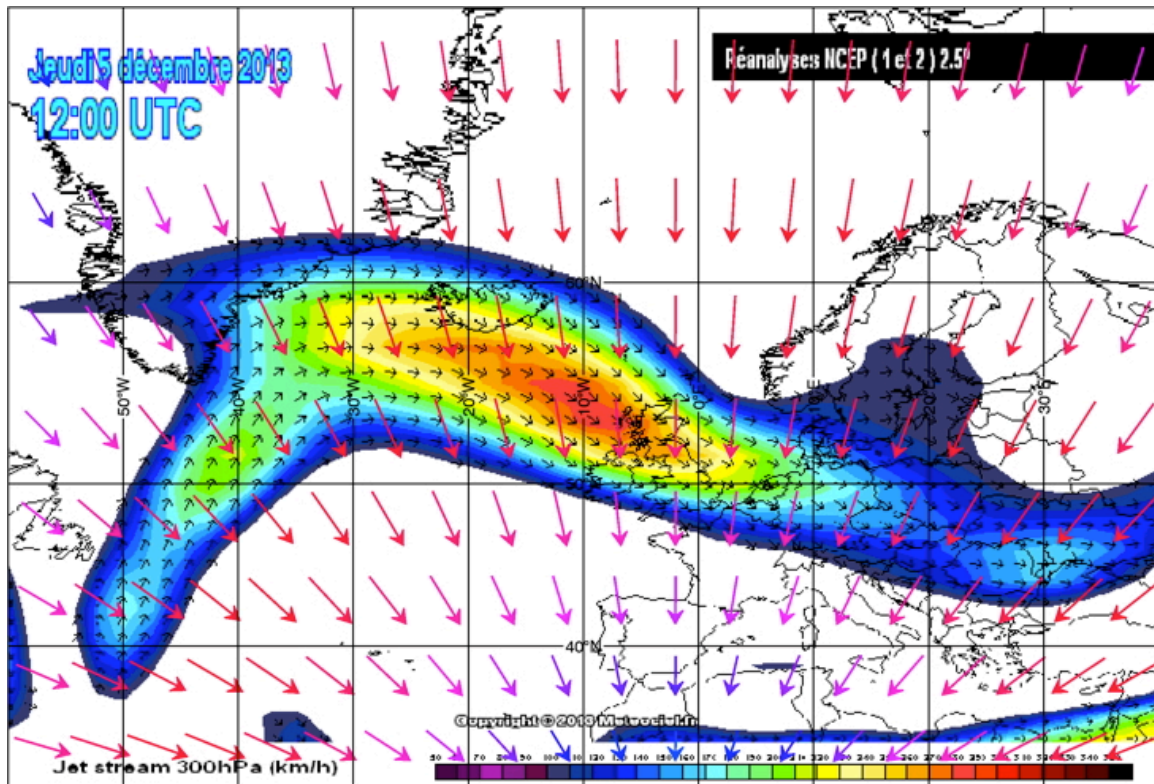 Jeudi 5 décembre 2013
12:00 UTC
Réanalyses NCEP ( 1 et 2 ) 2.5°
60°N
50°W
40°W
30°W
20°W
10°W
0°E
20°E
30°E
40°N
Copyright © 2013 Meteociel.fr
Jet stream 300hPa (km/h)